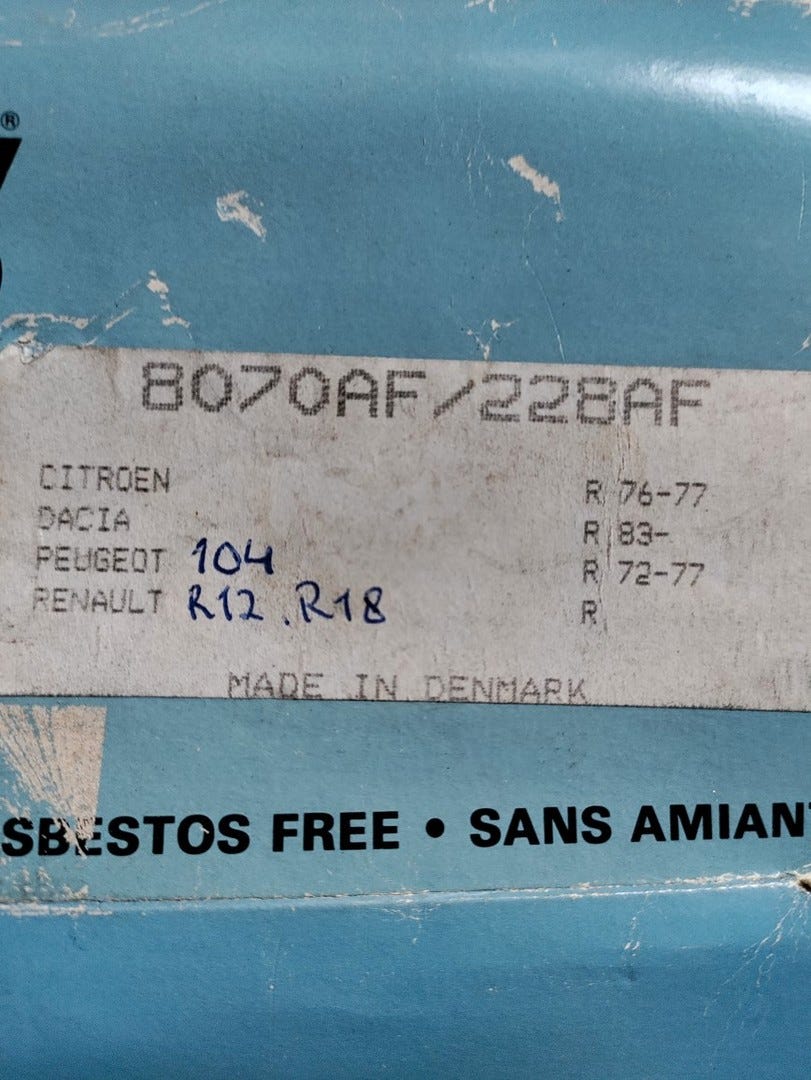 ®
8070AF/228AF
CITROEN R 76-77
DACIA R 83-
PEUGEOT 104 R 72-77
RENAULT R12. R18 R
MADE IN DENMARK
SBESTOS FREE • SANS AMIAN